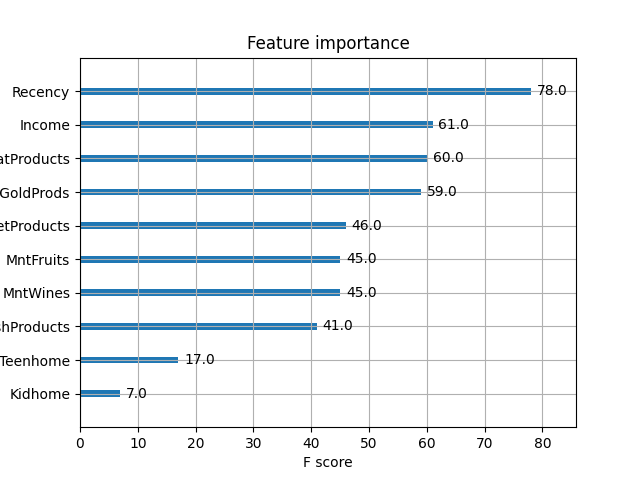 Feature importance
Recency 78.0
Income 61.0
atProducts 60.0
GoldProds 59.0
etProducts 46.0
MntFruits 45.0
MntWines 45.0
shProducts 41.0
Teenhome 17.0
Kidhome 7.0
0 10 20 30 40 50 60 70 80
F score